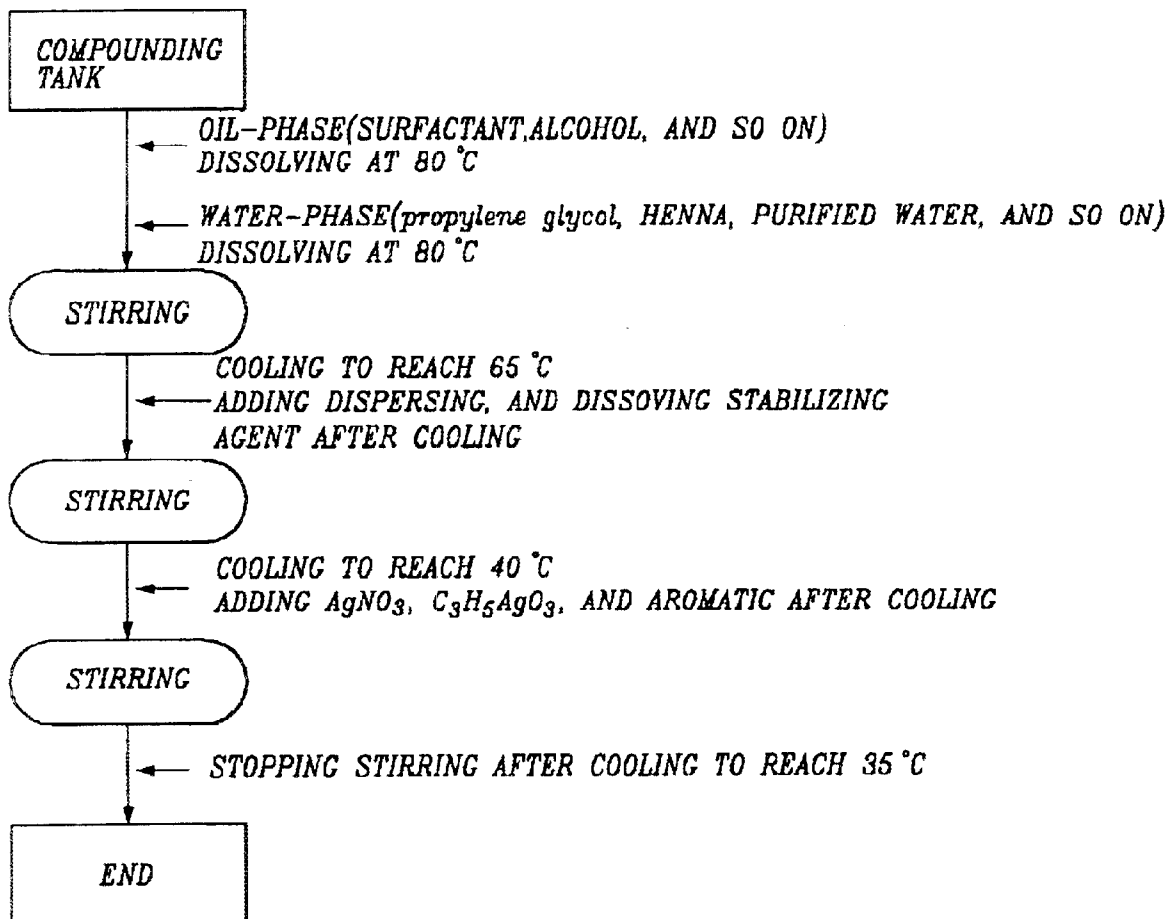 COMPOUNDING
TANK
OIL-PHASE(SURFACTANT,ALCOHOL, AND SO ON)
DISSOLVING AT 80 °C
WATER-PHASE(propylene glycol, HENNA, PURIFIED WATER, AND SO ON)
DISSOLVING AT 80 °C
STIRRING
COOLING TO REACH 65 °C
ADDING DISPERSING, AND DISSOVING STABILIZING
AGENT AFTER COOLING
STIRRING
COOLING TO REACH 40 °C
ADDING AgNO₃, C₃H₅AgO₃, AND AROMATIC AFTER COOLING
STIRRING
STOPPING STIRRING AFTER COOLING TO REACH 35 °C
END